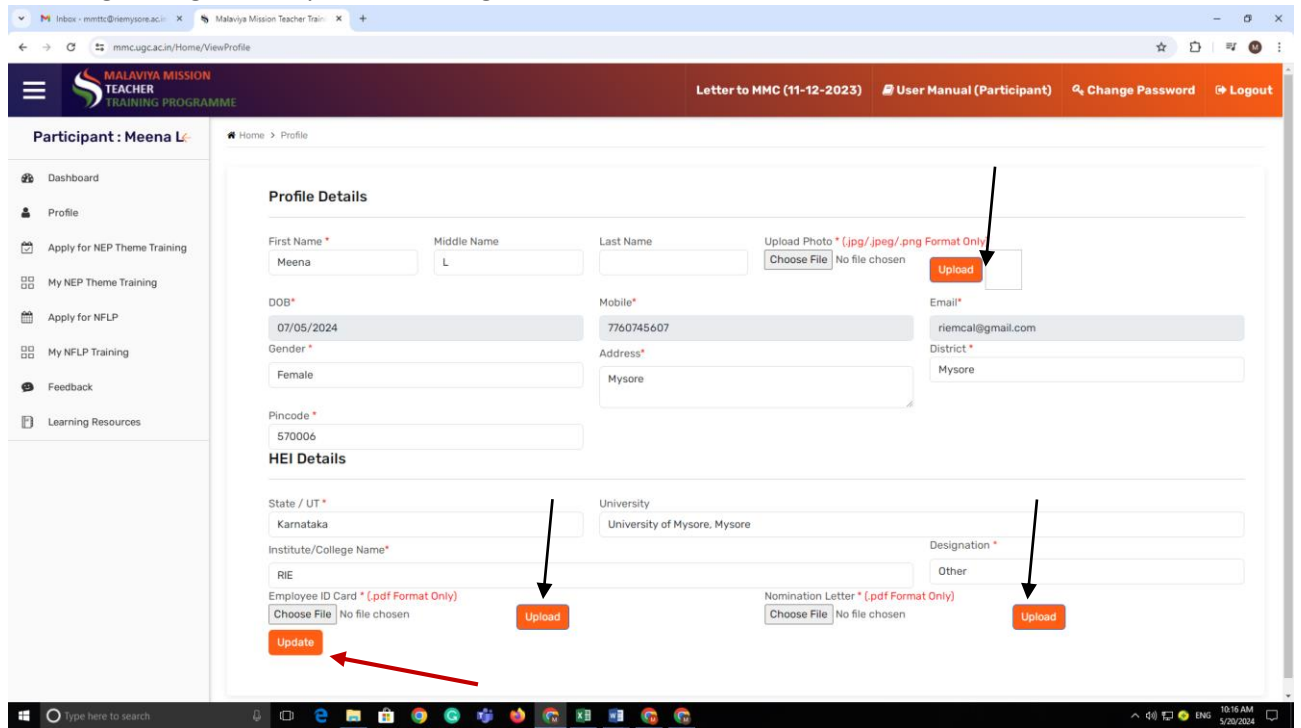 Inbox - mmttc@riemysore.ac.in
Malaviya Mission Teacher Train
mmc.ugc.ac.in/Home/ViewProfile
MALAVIYA MISSION
TEACHER
TRAINING PROGRAMME
Letter to MMC (11-12-2023) User Manual (Participant) Change Password Logout
Participant : Meena L
Home > Profile
Dashboard
Profile
Apply for NEP Theme Training
My NEP Theme Training
Apply for NFLP
My NFLP Training
Feedback
Learning Resources
Profile Details
First Name * Middle Name Last Name Upload Photo * (.jpg/.jpeg/.png Format Only
Meena L Choose File No file chosen Upload
DOB* Mobile* Email*
07/05/2024 7760745607 riemcal@gmail.com
Gender * Address* District *
Female Mysore Mysore
Pincode *
570006
HEI Details
State / UT * University
Karnataka University of Mysore, Mysore
Institute/College Name* Designation *
RIE Other
Employee ID Card * (.pdf Format Only) Nomination Letter * (.pdf Format Only)
Choose File No file chosen Upload Choose File No file chosen Upload
Update
Type here to search
ENG 10:16 AM
5/20/2024